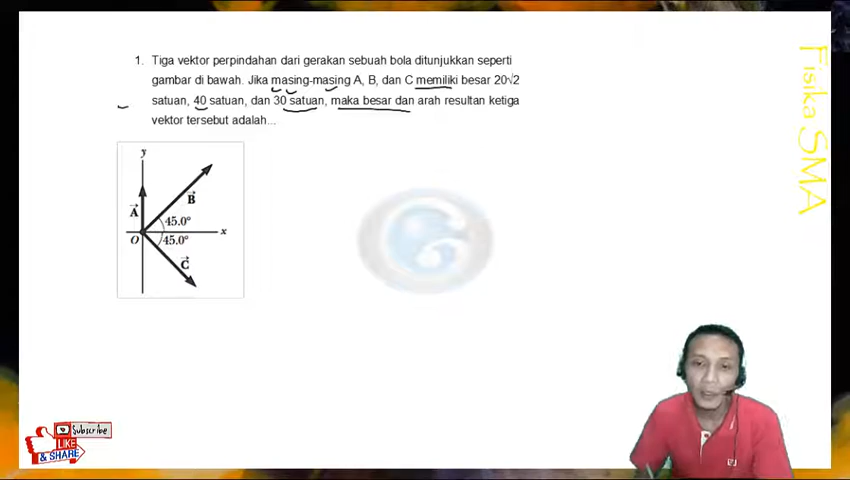 1. Tiga vektor perpindahan dari gerakan sebuah bola ditunjukkan seperti
gambar di bawah. Jika masing-masing A, B, dan C memiliki besar 20√2
satuan, 40 satuan, dan 30 satuan, maka besar dan arah resultan ketiga
vektor tersebut adalah...
y
B
A
45.0°
x
O
45.0°
C
Fisika SMA
Subscribe
LIKE
& SHARE